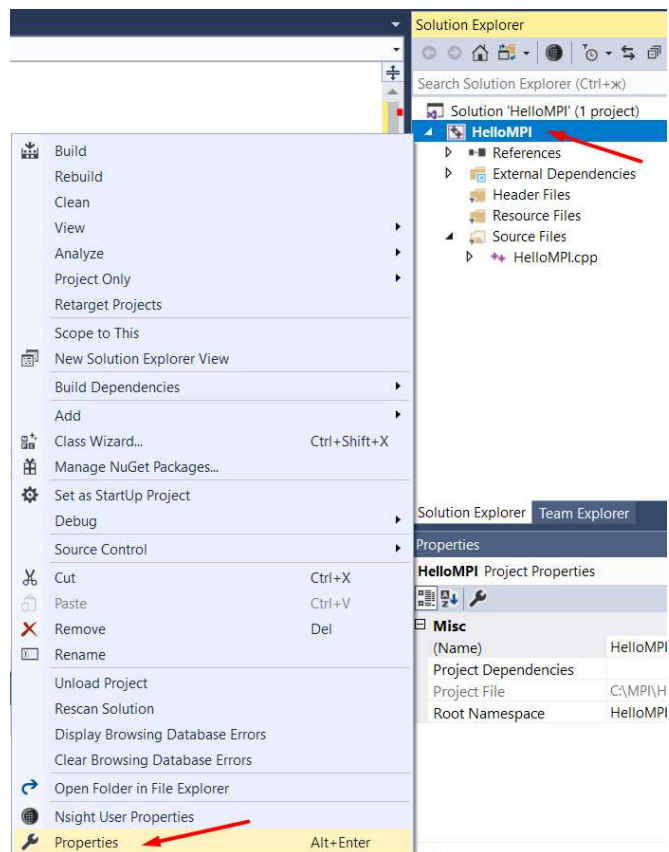 Solution Explorer
Search Solution Explorer (Ctrl+ж)
Solution 'HelloMPI' (1 project)
HelloMPI
References
External Dependencies
Header Files
Resource Files
Source Files
HelloMPI.cpp
Build
Rebuild
Clean
View
Analyze
Project Only
Retarget Projects
Scope to This
New Solution Explorer View
Build Dependencies
Add
Class Wizard... Ctrl+Shift+X
Manage NuGet Packages...
Set as StartUp Project
Debug
Source Control
Cut Ctrl+X
Paste Ctrl+V
Remove Del
Rename
Unload Project
Rescan Solution
Display Browsing Database Errors
Clear Browsing Database Errors
Open Folder in File Explorer
Nsight User Properties
Properties Alt+Enter
Solution Explorer Team Explorer
Properties
HelloMPI Project Properties
Misc
(Name) HelloMPI
Project Dependencies
Project File C:\MPI\H
Root Namespace HelloMPI